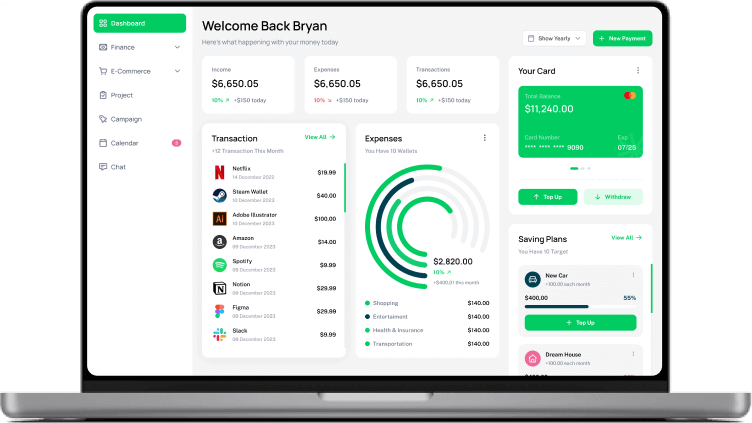 Dashboard
Finance
E-Commerce
Project
Campaign
Calendar
Chat
Welcome Back Bryan
Here's what happening with your money today
Show Yearly
+ New Payment
Income
$6,650.05
10% ↗ +$150 today
Expenses
$6,650.05
10% ↘ +$150 today
Transactions
$6,650.05
10% ↗ +$150 today
Transaction
View All →
+12 Transaction This Month
Netflix
14 December 2023
$19.99
Steam Wallet
12 December 2023
$40.00
Ai
Adobe Illustrator
10 December 2023
$100.00
Amazon
09 December 2023
$14.00
Spotify
09 December 2023
$9.99
Notion
09 December 2023
$29.99
Figma
09 December 2023
$29.99
Slack
09 December 2023
$9.99
Expenses
You Have 10 Wallets
$2,820.00
10% ↗
+$400,01 this month
Shopping $140.00
Entertaiment $140.00
Health & Insurance $140.00
Transportation $140.00
Your Card
Total Balance
$11,240.00
Card Number
Exp
**** **** **** 9090
07/25
↑ Top Up
↓ Withdraw
Saving Plans
View All →
You Have 10 Target
New Car
+100.00 each month
$400,00
55%
+ Top Up
Dream House
+100.00 each month